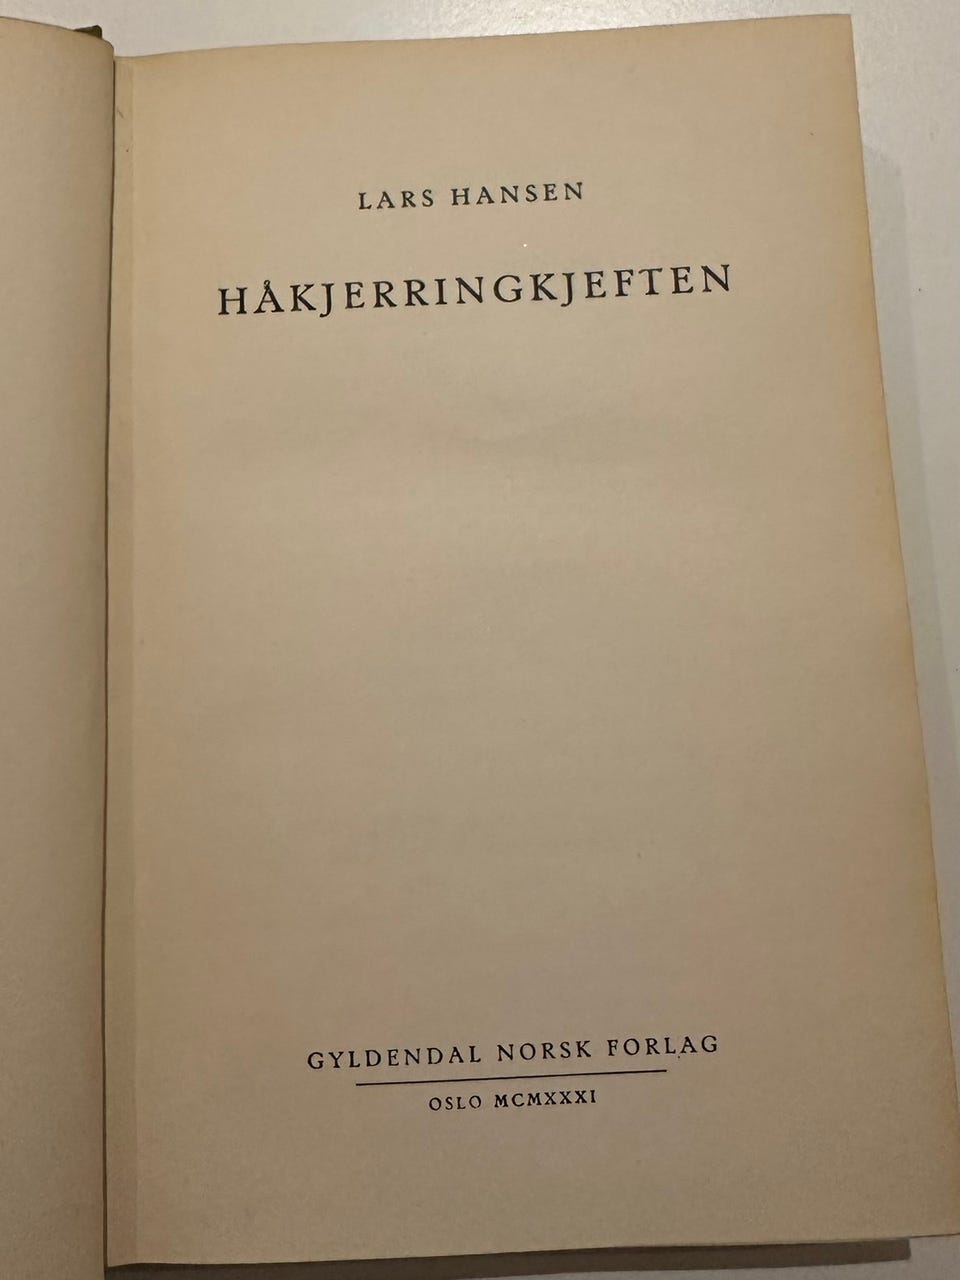 LARS HANSEN
HÅKJERRINGKJEFTEN
GYLDENDAL NORSK FORLAG
OSLO MCMXXXI